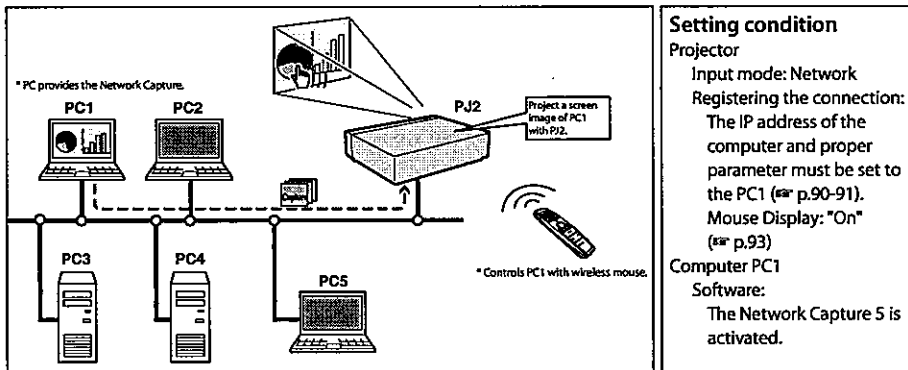 * PC provides the Network Capture.
PC1
PC2
PJ2
Project a screen
image of PC1
with PJ2.
Capture
PC3
PC4
PC5
* Controls PC1 with wireless mouse.
Setting condition
Projector
Input mode: Network
Registering the connection:
The IP address of the
computer and proper
parameter must be set to
the PC1 (☞ p.90-91).
Mouse Display: "On"
(☞ p.93)
Computer PC1
Software:
The Network Capture 5 is
activated.